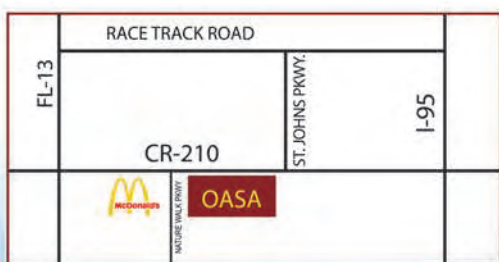 RACE TRACK ROAD
FL-13
ST. JOHNS PKWY.
I-95
CR-210
McDonald's
NATURE WALK PKWY
OASA